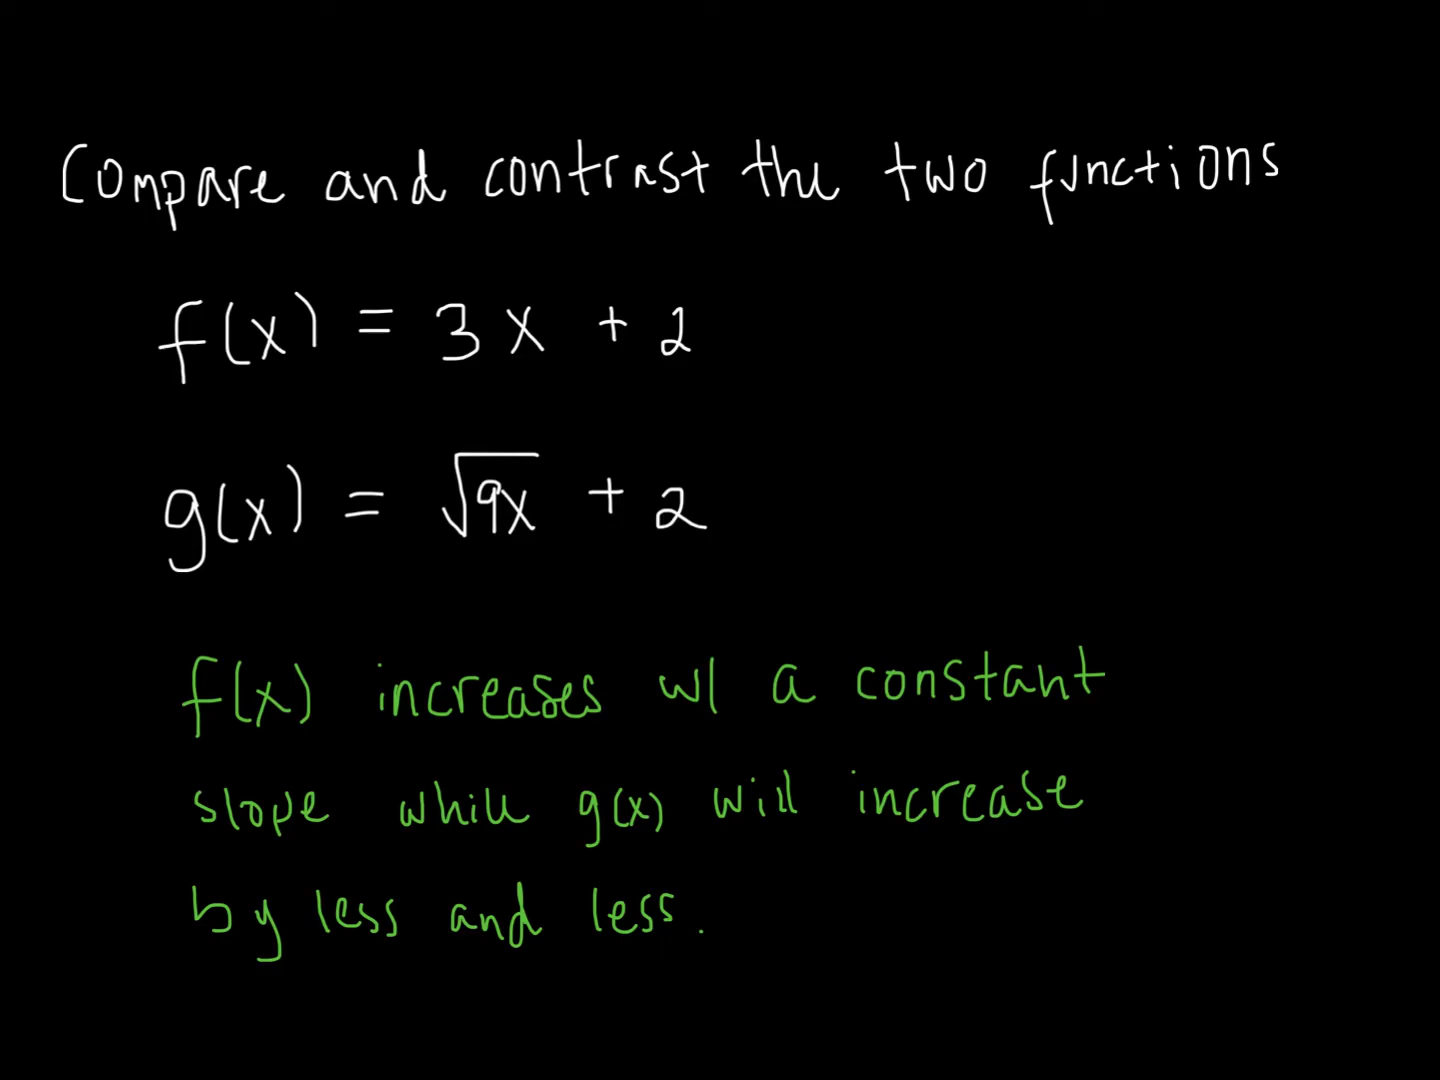 Compare and contrast the two functions
f(x) = 3x + 2
g(x) = √9x + 2
f(x) increases w/ a constant
slope while g(x) will increase
by less and less.